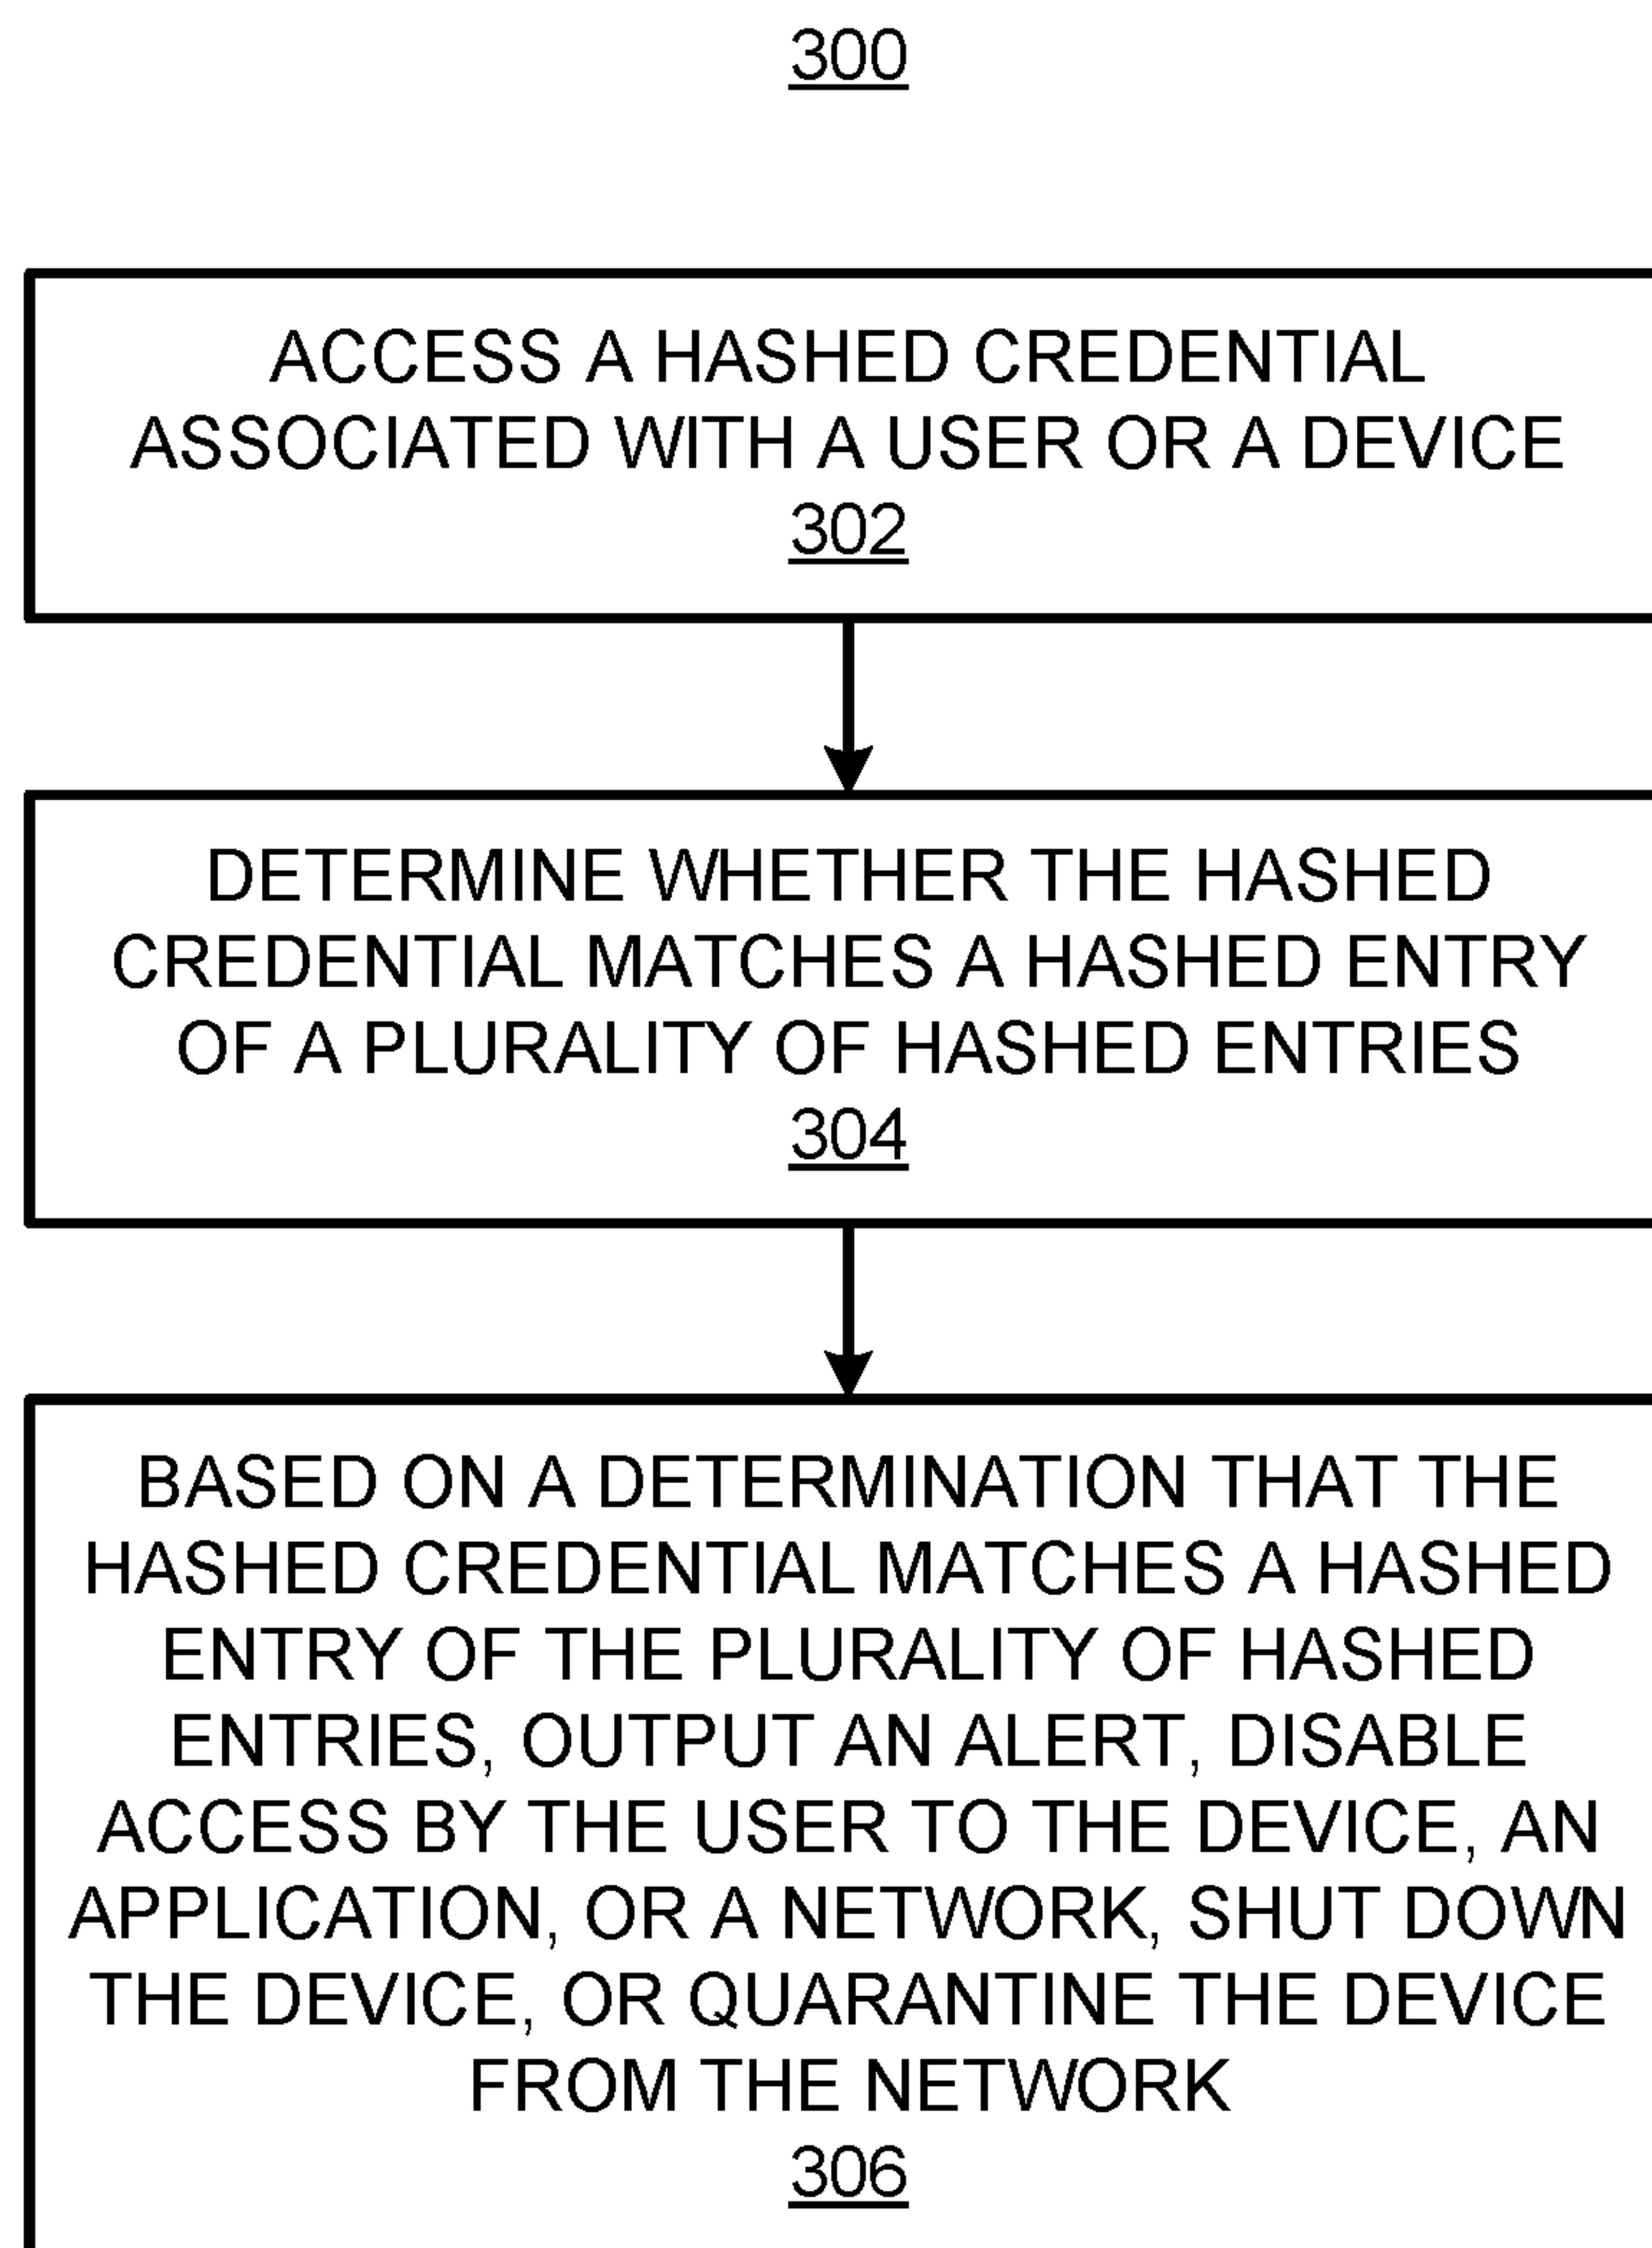 300
ACCESS A HASHED CREDENTIAL
ASSOCIATED WITH A USER OR A DEVICE
302
DETERMINE WHETHER THE HASHED
CREDENTIAL MATCHES A HASHED ENTRY
OF A PLURALITY OF HASHED ENTRIES
304
BASED ON A DETERMINATION THAT THE
HASHED CREDENTIAL MATCHES A HASHED
ENTRY OF THE PLURALITY OF HASHED
ENTRIES, OUTPUT AN ALERT, DISABLE
ACCESS BY THE USER TO THE DEVICE, AN
APPLICATION, OR A NETWORK, SHUT DOWN
THE DEVICE, OR QUARANTINE THE DEVICE
FROM THE NETWORK
306